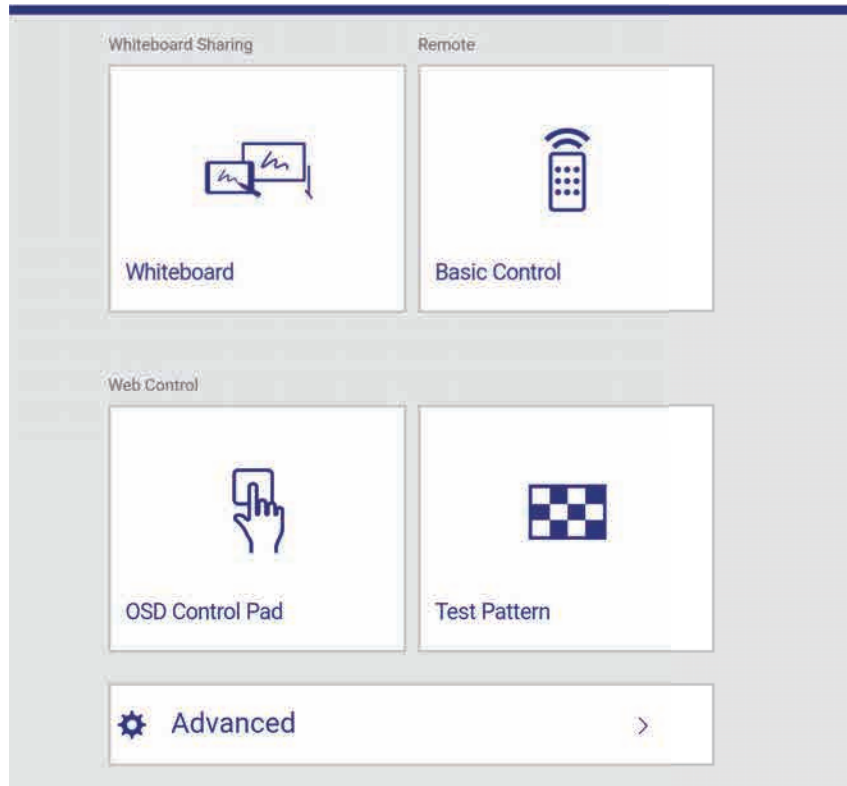 Whiteboard Sharing
Remote
Whiteboard
Basic Control
Web Control
OSD Control Pad
Test Pattern
Advanced